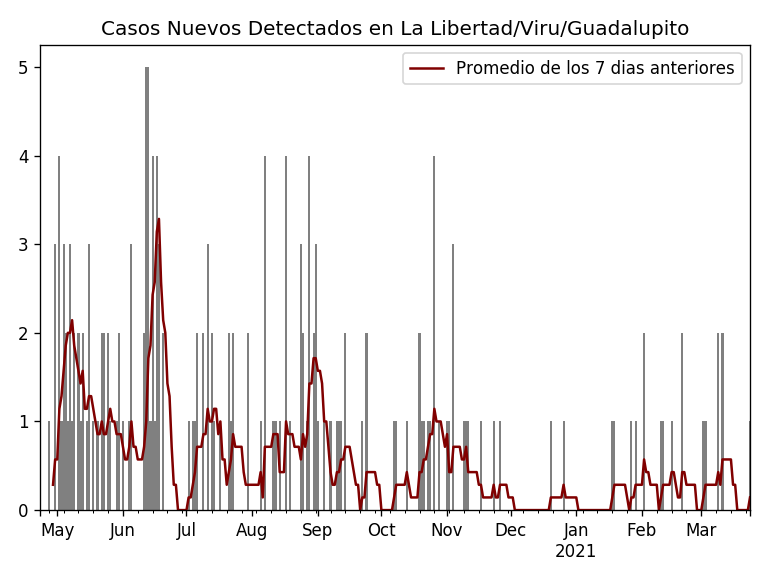 Casos Nuevos Detectados en La Libertad/Viru/Guadalupito
Promedio de los 7 dias anteriores
5
4
3
2
1
0
May Jun Jul Aug Sep Oct Nov Dec Jan Feb Mar
2021